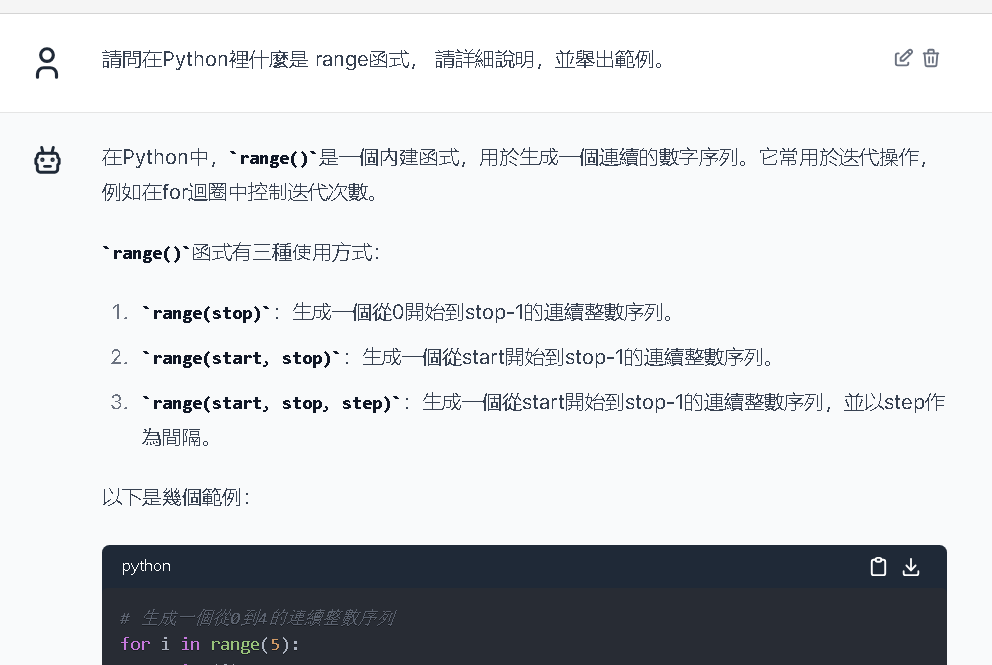 請問在Python裡什麼是 range函式， 請詳細說明，並舉出範例。
在Python中，`range()`是一個內建函式，用於生成一個連續的數字序列。它常用於迭代操作，
例如在for迴圈中控制迭代次數。
`range()`函式有三種使用方式：
1. `range(stop)`：生成一個從0開始到stop-1的連續整數序列。
2. `range(start, stop)`：生成一個從start開始到stop-1的連續整數序列。
3. `range(start, stop, step)`：生成一個從start開始到stop-1的連續整數序列，並以step作
為間隔。
以下是幾個範例：
python
# 生成一個從0到4的連續整數序列
for i in range(5):